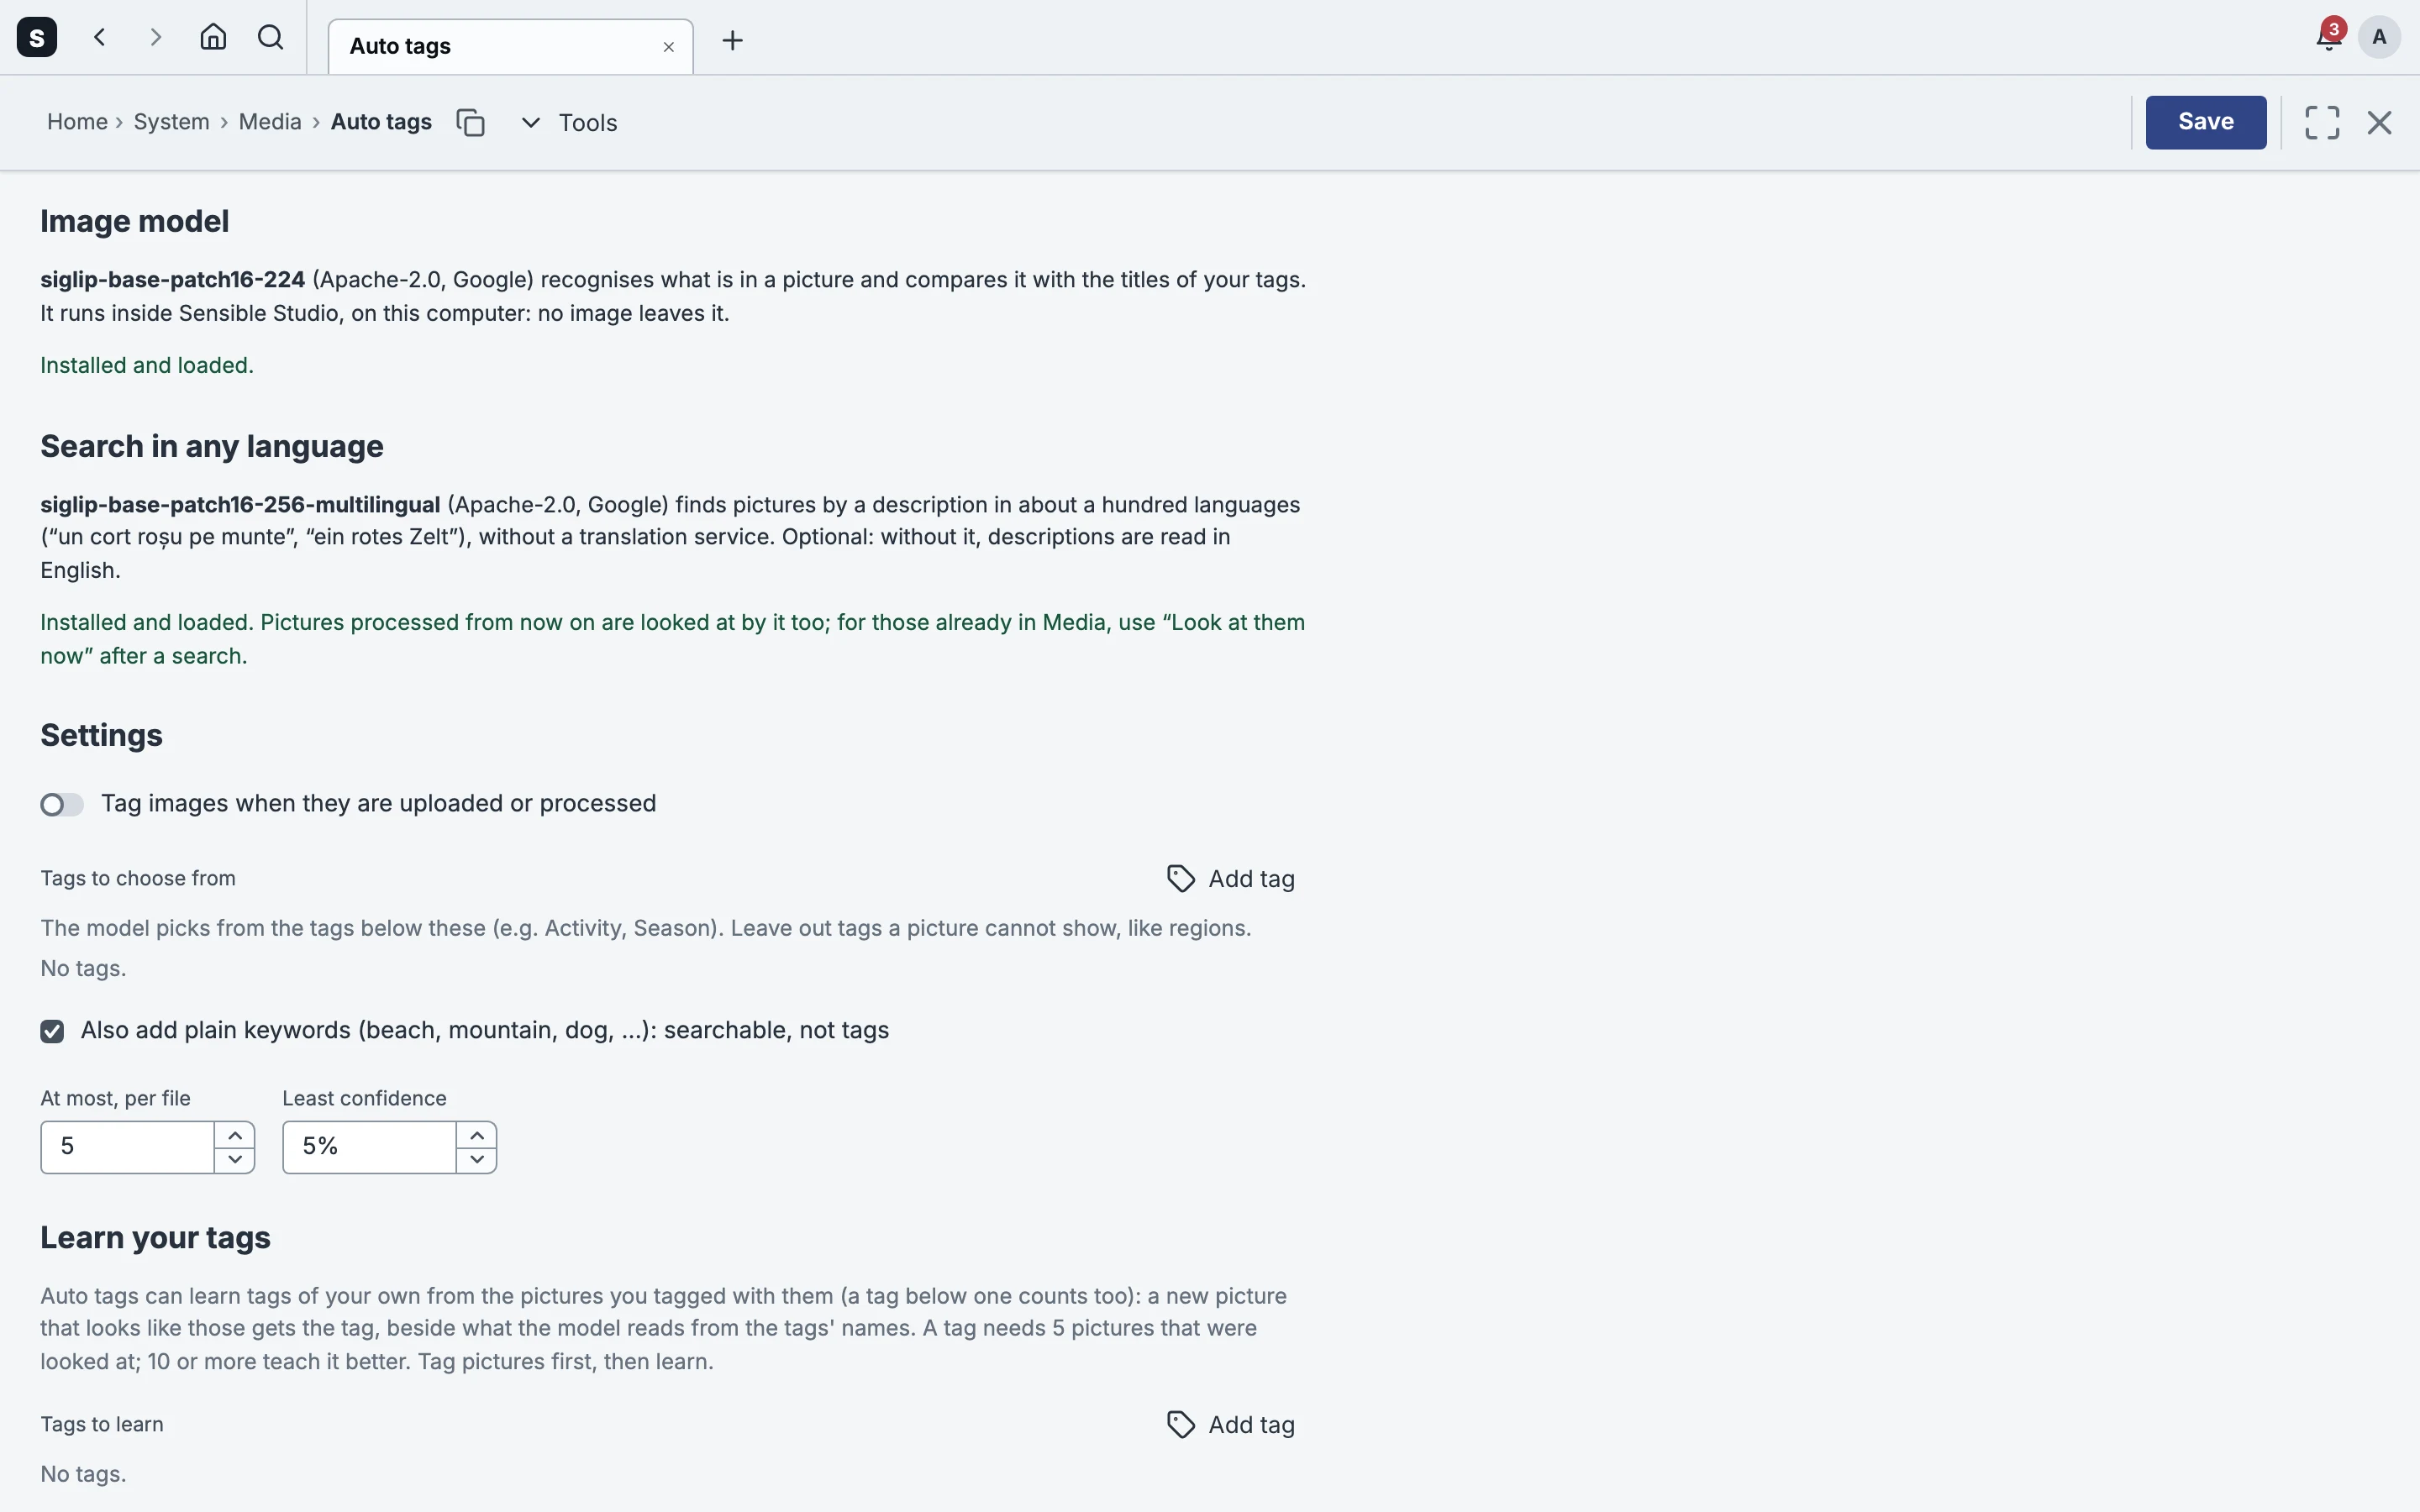 S
Auto tags
3
A
Home › System › Media › Auto tags
Tools
Save
Image model
siglip-base-patch16-224 (Apache-2.0, Google) recognises what is in a picture and compares it with the titles of your tags.
It runs inside Sensible Studio, on this computer: no image leaves it.
Installed and loaded.
Search in any language
siglip-base-patch16-256-multilingual (Apache-2.0, Google) finds pictures by a description in about a hundred languages
(“un cort roșu pe munte”, “ein rotes Zelt”), without a translation service. Optional: without it, descriptions are read in
English.
Installed and loaded. Pictures processed from now on are looked at by it too; for those already in Media, use “Look at them
now” after a search.
Settings
Tag images when they are uploaded or processed
Tags to choose from
Add tag
The model picks from the tags below these (e.g. Activity, Season). Leave out tags a picture cannot show, like regions.
No tags.
Also add plain keywords (beach, mountain, dog, ...): searchable, not tags
At most, per file
Least confidence
5
5%
Learn your tags
Auto tags can learn tags of your own from the pictures you tagged with them (a tag below one counts too): a new picture
that looks like those gets the tag, beside what the model reads from the tags' names. A tag needs 5 pictures that were
looked at; 10 or more teach it better. Tag pictures first, then learn.
Tags to learn
Add tag
No tags.